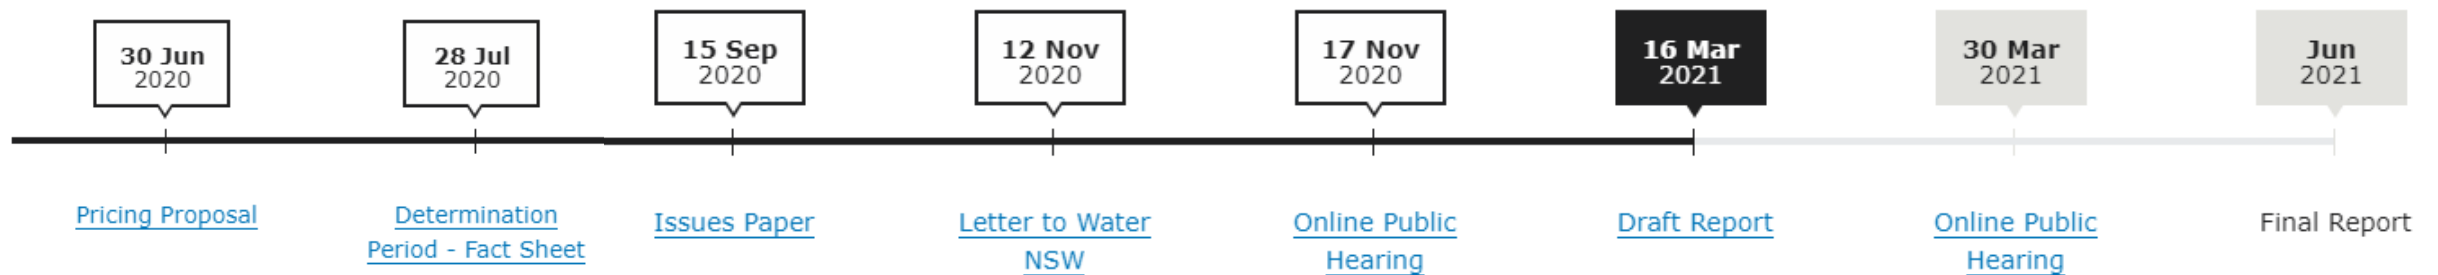 30 Jun
2020
28 Jul
2020
15 Sep
2020
12 Nov
2020
17 Nov
2020
16 Mar
2021
30 Mar
2021
Jun
2021
Pricing Proposal
Determination
Period - Fact Sheet
Issues Paper
Letter to Water
NSW
Online Public
Hearing
Draft Report
Online Public
Hearing
Final Report